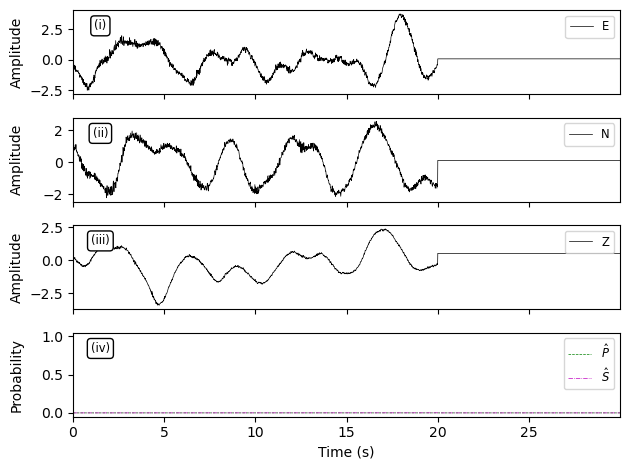 (i)
E
Amplitude
2.5
0.0
−2.5
(ii)
N
Amplitude
2
0
−2
(iii)
Z
Amplitude
2.5
0.0
−2.5
(iv)
P̂
Ŝ
Probability
1.0
0.5
0.0
0 5 10 15 20 25
Time (s)